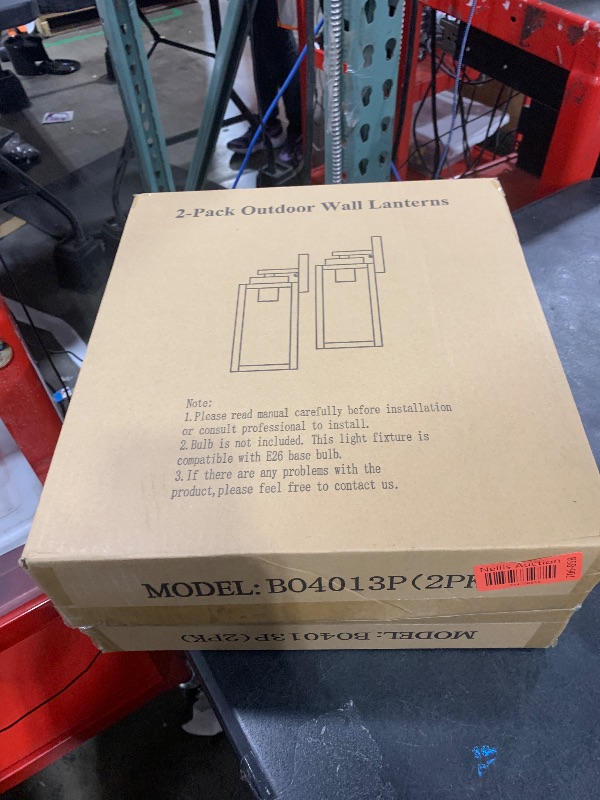 2-Pack Outdoor Wall Lanterns
Note:
1.Please read manual carefully before installation
or consult professional to install.
2.Bulb is not included. This light fixture is
compatible with E26 base bulb.
3.If there are any problems with the
product,please feel free to contact us.
MODEL: BO4013P(2PK
Nellis Auction
MODEL: BO4013P(2PK)